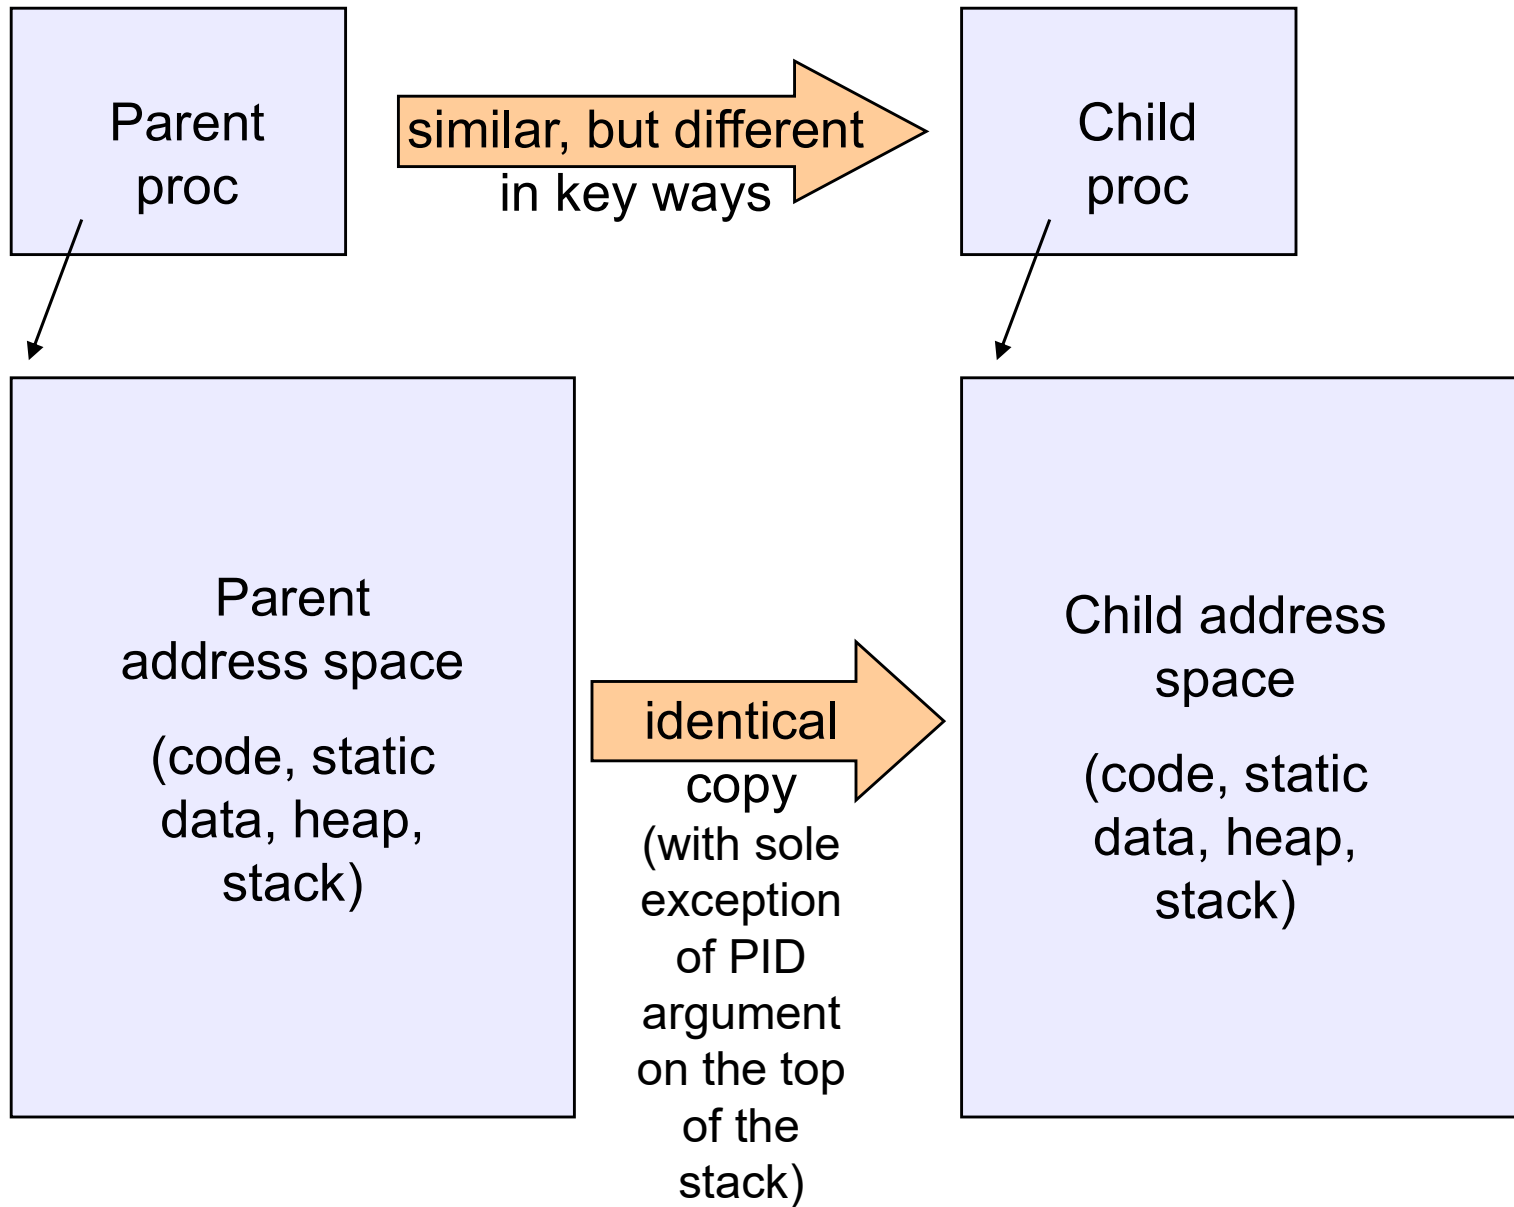 Parent
proc
similar, but different
in key ways
Child
proc
Parent
address space
(code, static
data, heap,
stack)
identical
copy
(with sole
exception
of PID
argument
on the top
of the
stack)
Child address
space
(code, static
data, heap,
stack)